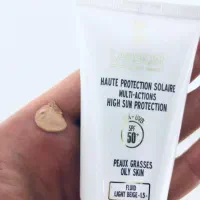 HAUTE PROTECTION SOLAIRE
MULTI-ACTIONS
HIGH SUN PROTECTION
SPF
50+
PEAUX GRASSES
OILY SKIN
FLUID
LIGHT BEIGE